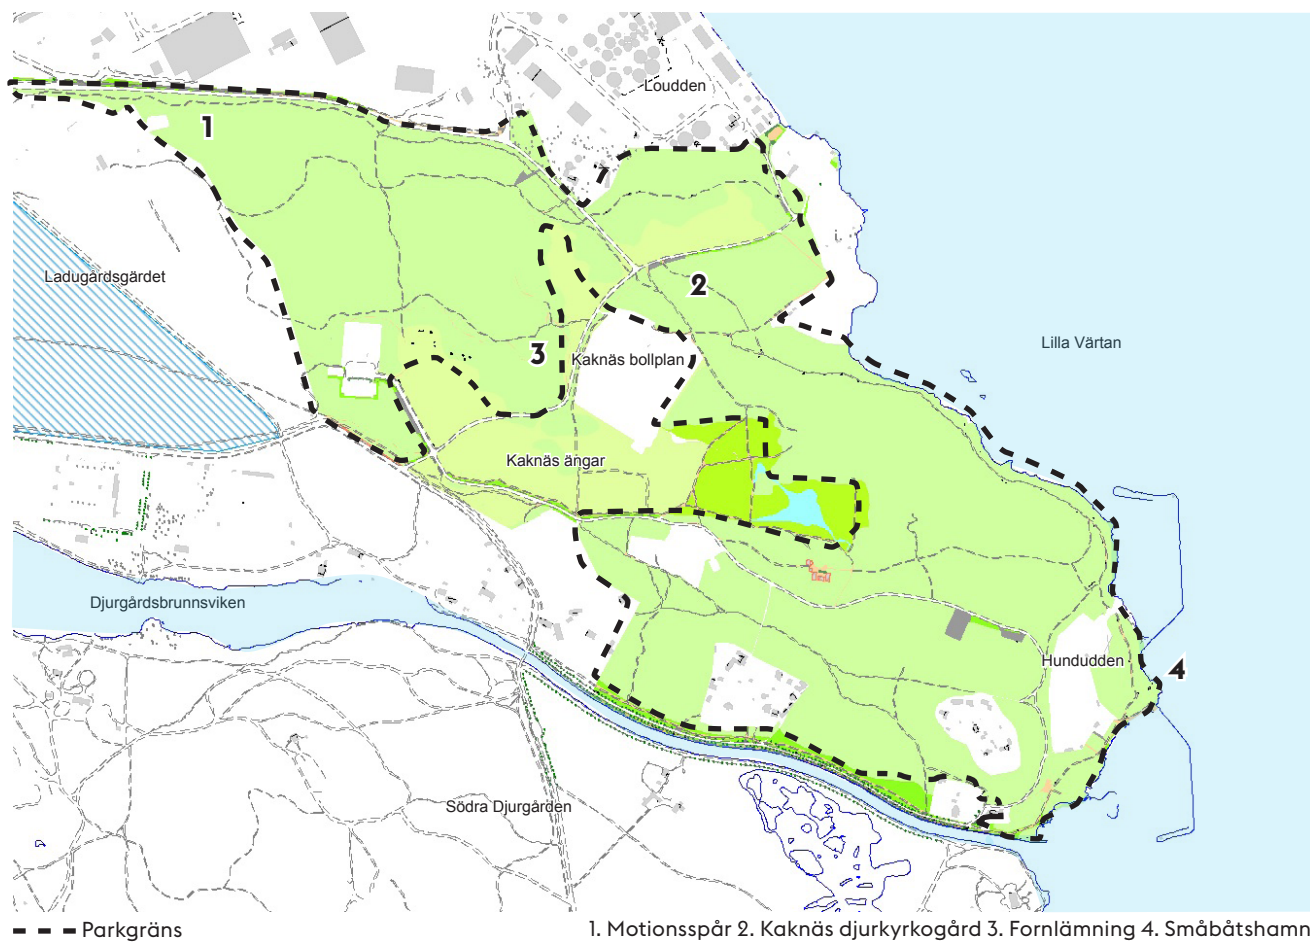 Loudden
1
Ladugårdsgärdet
2
Lilla Värtan
3
Kaknäs bollplan
Kaknäs ängar
Djurgårdsbrunnsviken
Hundudden
4
Södra Djurgården
Parkgräns
1. Motionsspår 2. Kaknäs djurkyrkogård 3. Fornlämning 4. Småbåtshamn